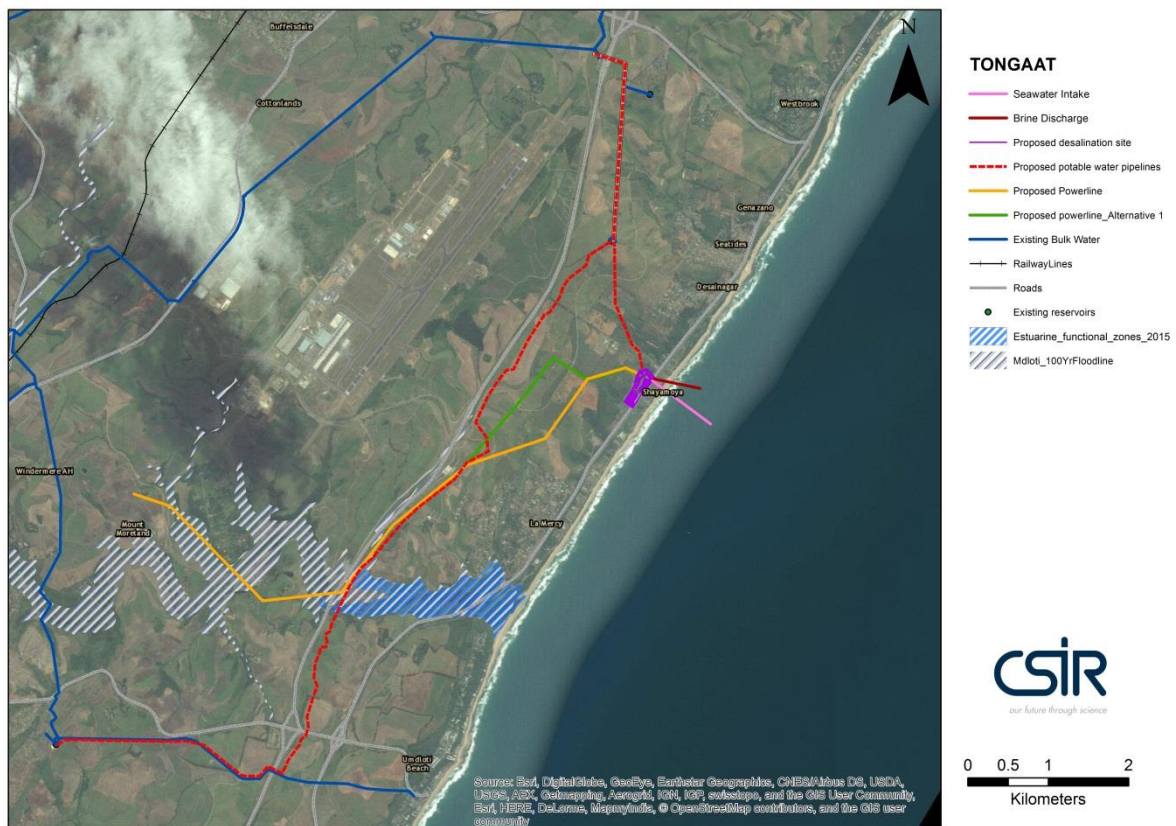 Buffelsdale
Cottonlands
Westbrook
Genazano
Seatides
Desainagar
Shayamoya
Windermere AH
Mount
Moreland
La Mercy
Umdloti
Beach
Source: Esri, DigitalGlobe, GeoEye, Earthstar Geographics, CNES/Airbus DS, USDA,
USGS, AEX, Getmapping, Aerogrid, IGN, IGP, swisstopo, and the GIS User Community,
Esri, HERE, DeLorme, MapmyIndia, © OpenStreetMap contributors, and the GIS user
community
N
TONGAAT
Seawater Intake
Brine Discharge
Proposed desalination site
Proposed potable water pipelines
Proposed Powerline
Proposed powerline_Alternative 1
Existing Bulk Water
RailwayLines
Roads
Existing reservoirs
Estuarine_functional_zones_2015
Mdloti_100YrFloodline
CSIR
our future through science
0 0.5 1 2
Kilometers